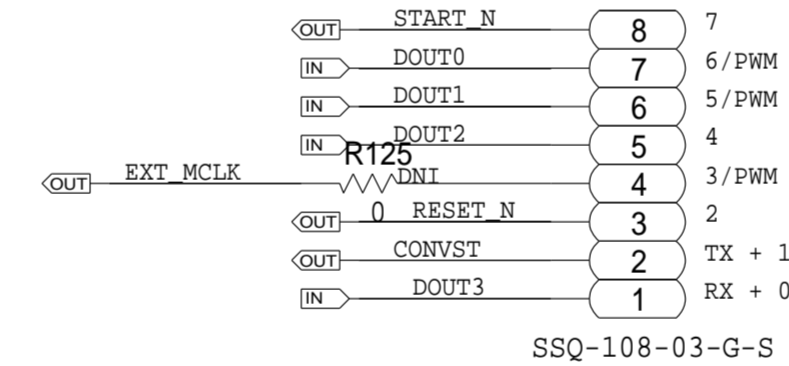 OUT START_N 8 7
IN DOUT0 7 6/PWM
IN DOUT1 6 5/PWM
IN DOUT2 5 4
R125
OUT EXT_MCLK DNI 4 3/PWM
0
OUT RESET_N 3 2
OUT CONVST 2 TX + 1
IN DOUT3 1 RX + 0
SSQ-108-03-G-S